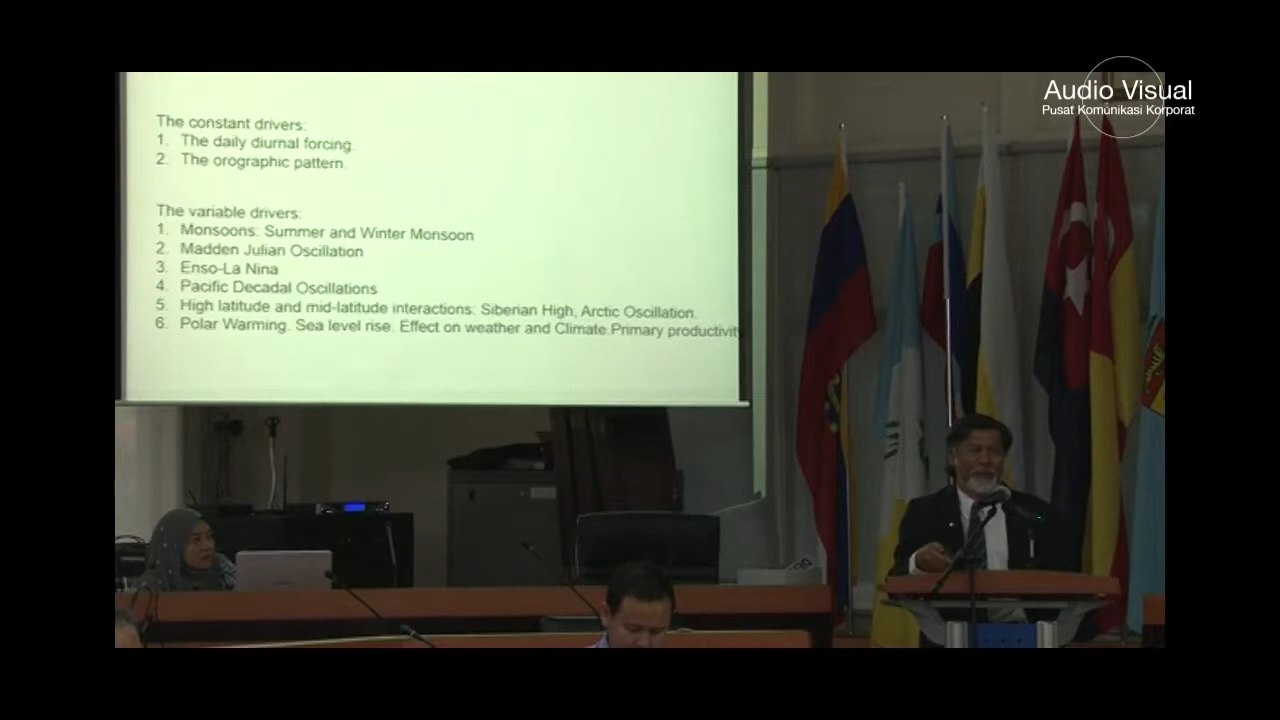 Audio Visual
Pusat Komunikasi Korporat
The constant drivers:
1. The daily diurnal forcing.
2. The orographic pattern.
The variable drivers:
1. Monsoons: Summer and Winter Monsoon
2. Madden Julian Oscillation
3. Enso-La Nina
4. Pacific Decadal Oscillations
5. High latitude and mid-latitude interactions: Siberian High, Arctic Oscillation.
6. Polar Warming. Sea level rise. Effect on weather and Climate.Primary productivit